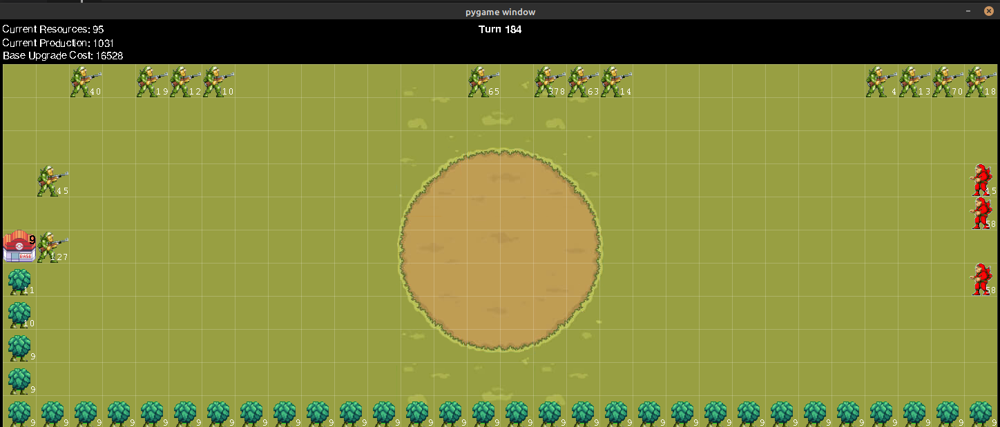 pygame window
Current Resources: 95
Turn 184
Current Production: 1031
Base Upgrade Cost: 16528
40 19 12 10 65 378 63 14 4 13 70 18
45 45
58
9 BASE 127
11 58
10
9
9
9 9 9 9 9 9 9 9 9 9 9 9 9 9 9 9 9 9 9 9 9 9 9 9 9 9 9 9 9 9